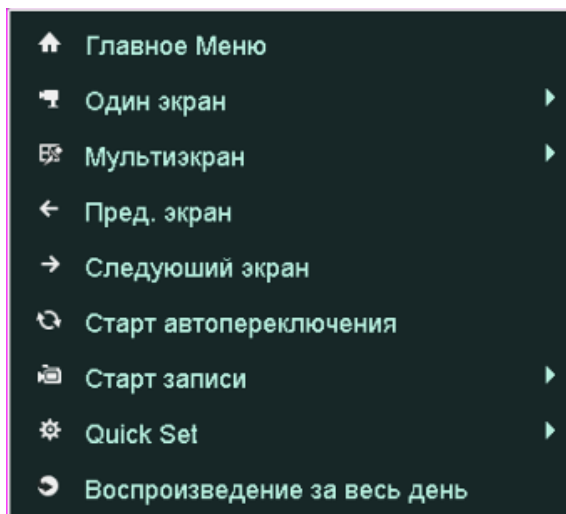 Главное Меню
Один экран
Мультиэкран
Пред. экран
Следуюший экран
Старт автопереключения
Старт записи
Quick Set
Воспроизведение за весь день